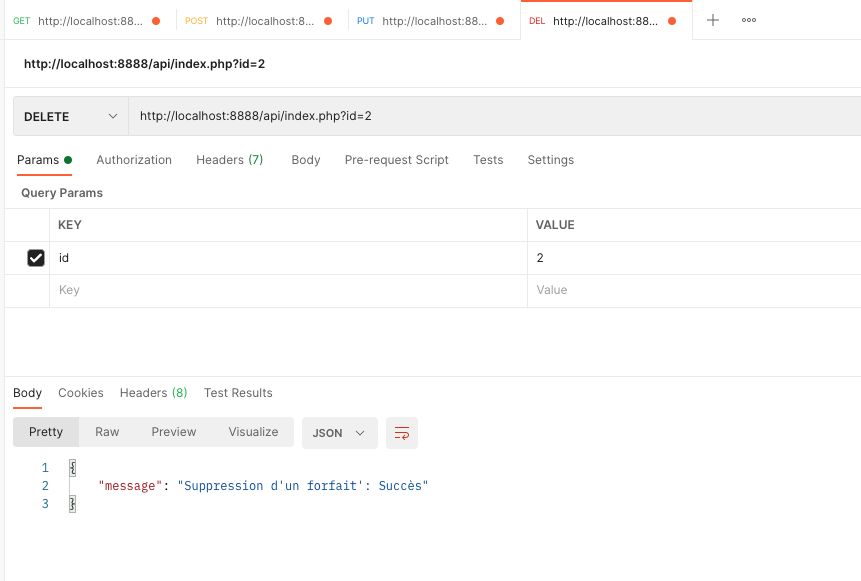 GET http://localhost:88... POST http://localhost:8... PUT http://localhost:88... DEL http://localhost:88...
http://localhost:8888/api/index.php?id=2
DELETE http://localhost:8888/api/index.php?id=2
Params Authorization Headers (7) Body Pre-request Script Tests Settings
Query Params
KEY VALUE
id 2
Key Value
Body Cookies Headers (8) Test Results
Pretty Raw Preview Visualize JSON
1 {
2 "message": "Suppression d'un forfait': Succès"
3 }